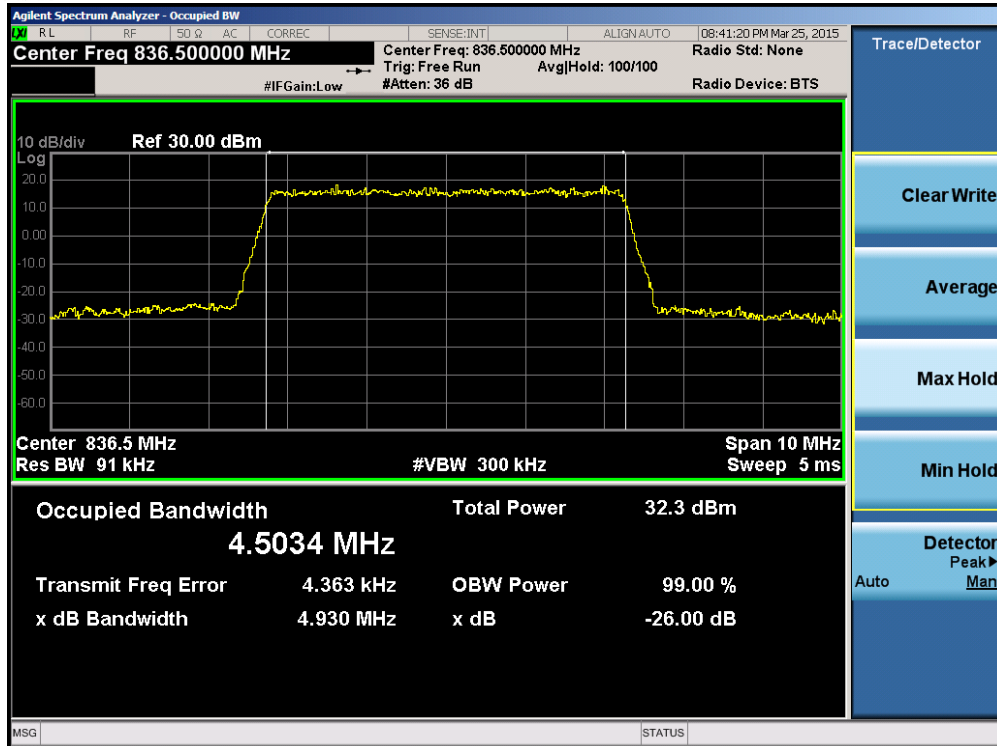 Agilent Spectrum Analyzer - Occupied BW
LXI RL RF 50 Ω AC CORREC SENSE:INT ALIGN AUTO 08:41:20 PM Mar 25, 2015
Center Freq 836.500000 MHz
Center Freq: 836.500000 MHz
Radio Std: None
Trig: Free Run Avg|Hold: 100/100
#IFGain:Low
#Atten: 36 dB
Radio Device: BTS
10 dB/div Ref 30.00 dBm
Log
20.0
10.0
0.00
-10.0
-20.0
-30.0
-40.0
-50.0
-60.0
Center 836.5 MHz Span 10 MHz
Res BW 91 kHz #VBW 300 kHz Sweep 5 ms
Occupied Bandwidth Total Power 32.3 dBm
4.5034 MHz
Transmit Freq Error 4.363 kHz OBW Power 99.00 %
x dB Bandwidth 4.930 MHz x dB -26.00 dB
Trace/Detector
Clear Write
Average
Max Hold
Min Hold
Detector
Peak▶
Auto Man
MSG STATUS